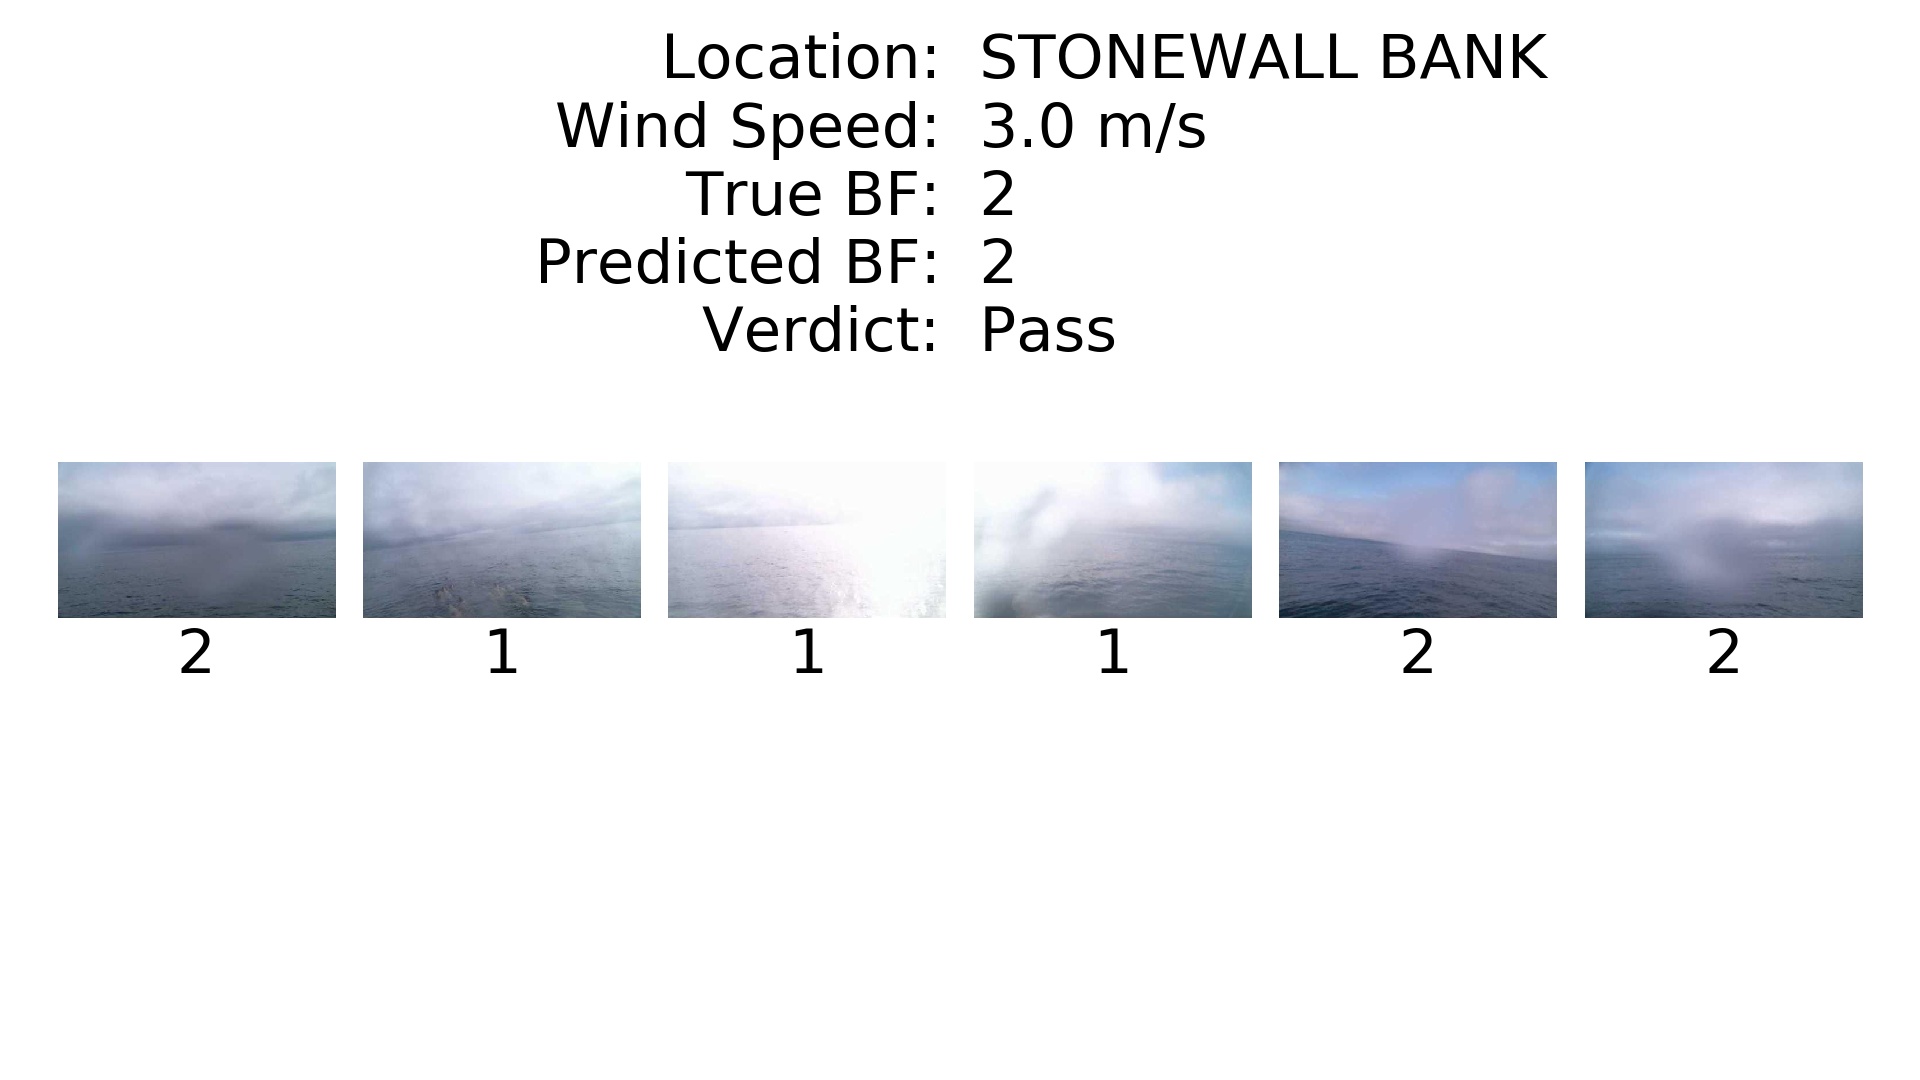 Location: STONEWALL BANK
Wind Speed: 3.0 m/s
True BF: 2
Predicted BF: 2
Verdict: Pass
2 1 1 1 2 2